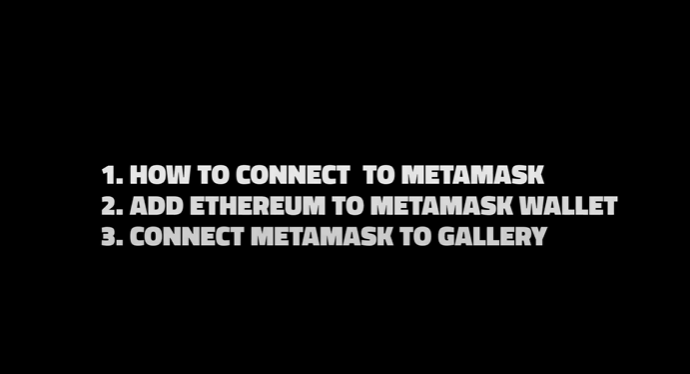 1. HOW TO CONNECT  TO METAMASK
2. ADD ETHEREUM TO METAMASK WALLET
3. CONNECT METAMASK TO GALLERY